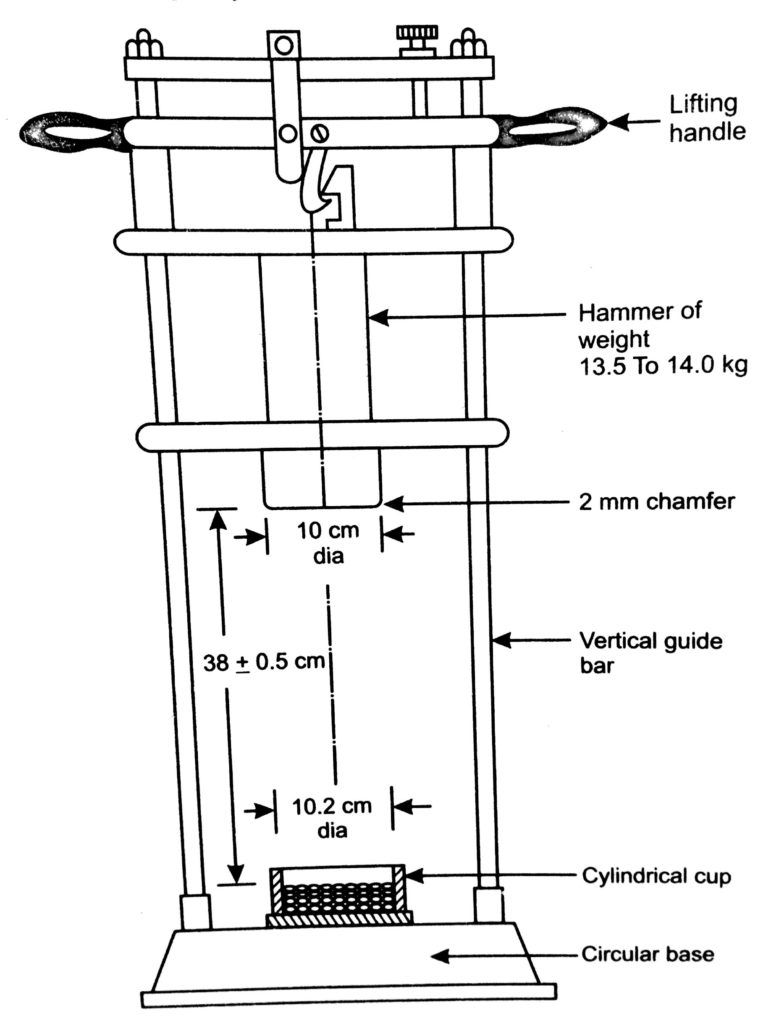 Lifting
handle
Hammer of
weight
13.5 To 14.0 kg
2 mm chamfer
10 cm
dia
Vertical guide
bar
38 ± 0.5 cm
10.2 cm
dia
Cylindrical cup
Circular base